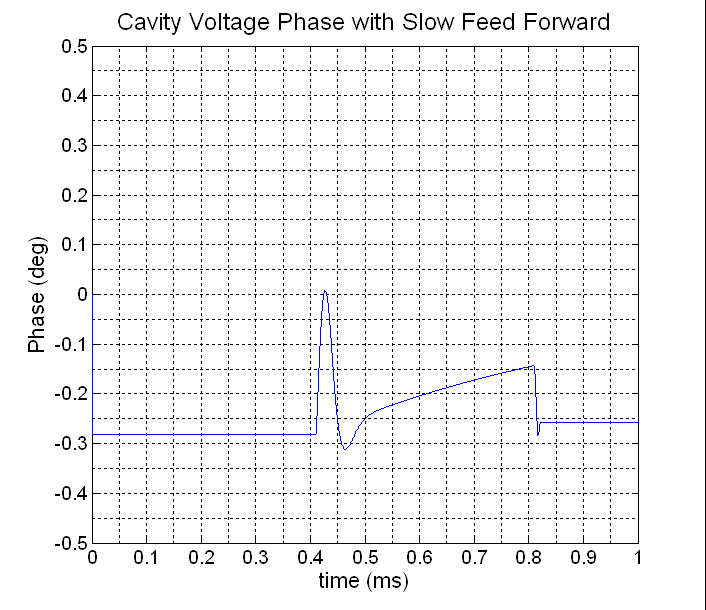 Cavity Voltage Phase with Slow Feed Forward
0.5
0.4
0.3
0.2
0.1
0
-0.1
-0.2
-0.3
-0.4
-0.5
Phase (deg)
0 0.1 0.2 0.3 0.4 0.5 0.6 0.7 0.8 0.9 1
time (ms)